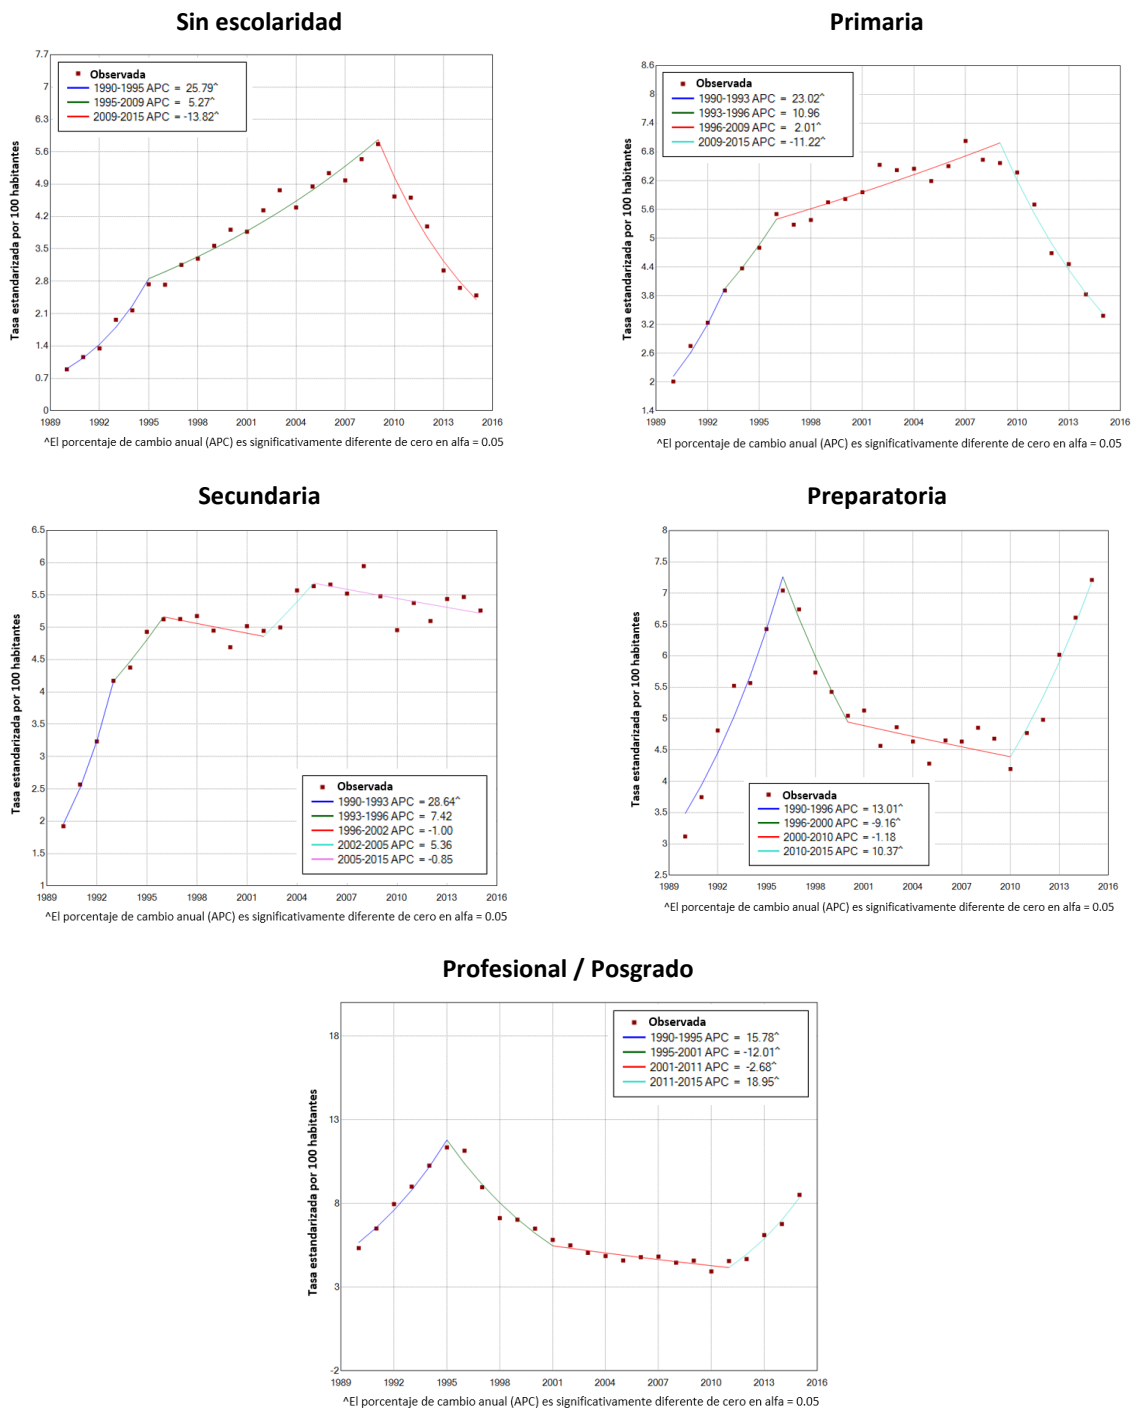 Sin escolaridad
Tasa estandarizada por 100 habitantes
7.7
7
6.3
5.6
4.9
4.2
3.5
2.8
2.1
1.4
0.7
0
Observada
1990-1995 APC = 25.79^
1995-2009 APC = 5.27^
2009-2015 APC = -13.82^
1989 1992 1995 1998 2001 2004 2007 2010 2013 2016
^El porcentaje de cambio anual (APC) es significativamente diferente de cero en alfa = 0.05
Primaria
Tasa estandarizada por 100 habitantes
8.6
8
7.4
6.8
6.2
5.6
5
4.4
3.8
3.2
2.6
2
1.4
Observada
1990-1993 APC = 23.02^
1993-1996 APC = 10.96
1996-2009 APC = 2.01^
2009-2015 APC = -11.22^
1989 1992 1995 1998 2001 2004 2007 2010 2013 2016
^El porcentaje de cambio anual (APC) es significativamente diferente de cero en alfa = 0.05
Secundaria
Tasa estandarizada por 100 habitantes
6.5
6
5.5
5
4.5
4
3.5
3
2.5
2
1.5
1
Observada
1990-1993 APC = 28.64^
1993-1996 APC = 7.42
1996-2002 APC = -1.00
2002-2005 APC = 5.36
2005-2015 APC = -0.85
1989 1992 1995 1998 2001 2004 2007 2010 2013 2016
^El porcentaje de cambio anual (APC) es significativamente diferente de cero en alfa = 0.05
Preparatoria
Tasa estandarizada por 100 habitantes
8
7.5
7
6.5
6
5.5
5
4.5
4
3.5
3
2.5
Observada
1990-1996 APC = 13.01^
1996-2000 APC = -9.16^
2000-2010 APC = -1.18
2010-2015 APC = 10.37^
1989 1992 1995 1998 2001 2004 2007 2010 2013 2016
^El porcentaje de cambio anual (APC) es significativamente diferente de cero en alfa = 0.05
Profesional / Posgrado
Tasa estandarizada por 100 habitantes
18
13
8
3
-2
Observada
1990-1995 APC = 15.78^
1995-2001 APC = -12.01^
2001-2011 APC = -2.68^
2011-2015 APC = 18.95^
1989 1992 1995 1998 2001 2004 2007 2010 2013 2016
^El porcentaje de cambio anual (APC) es significativamente diferente de cero en alfa = 0.05